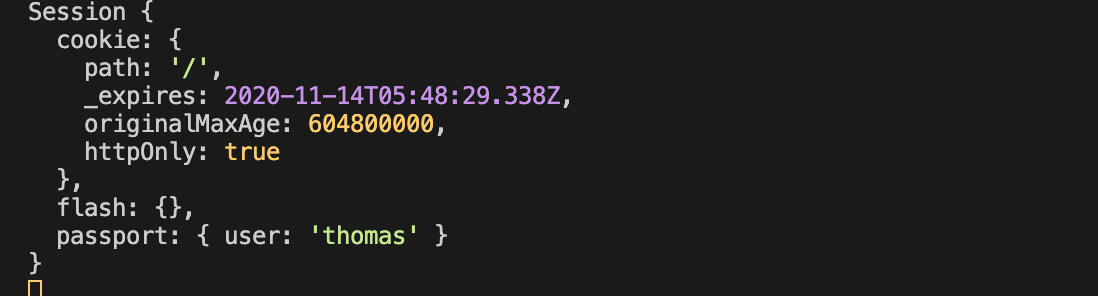 Session {
  cookie: {
    path: '/',
    _expires: 2020-11-14T05:48:29.338Z,
    originalMaxAge: 604800000,
    httpOnly: true
  },
  flash: {},
  passport: { user: 'thomas' }
}